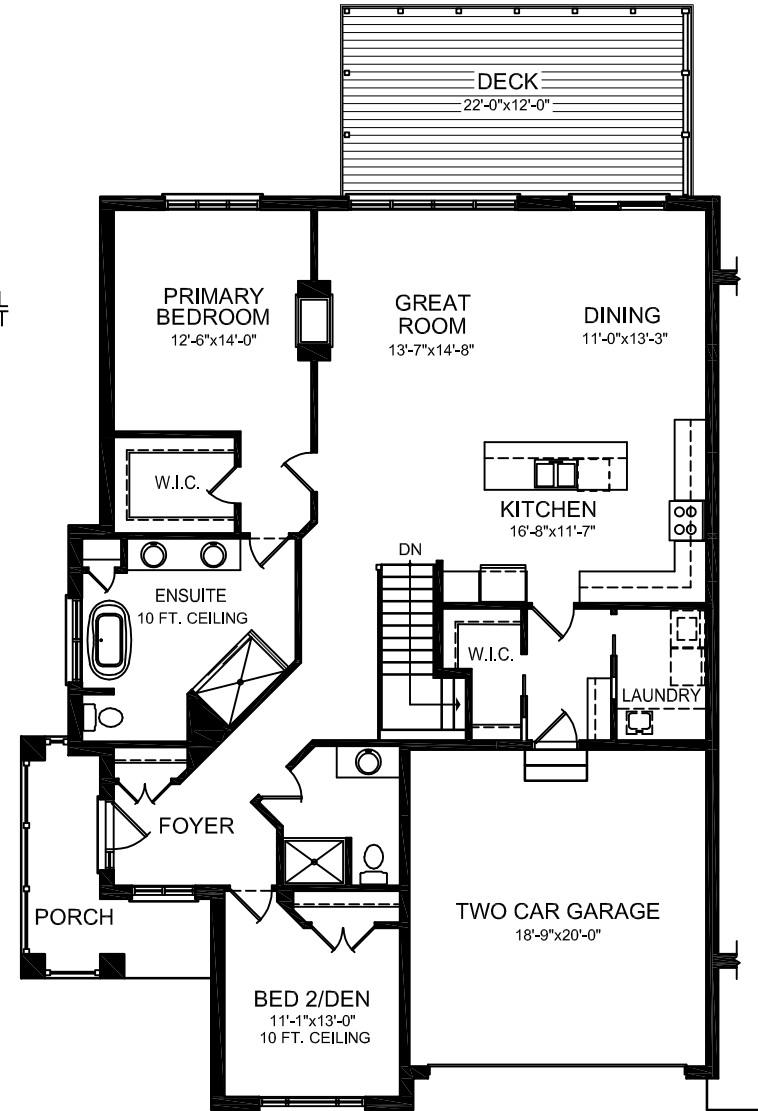 DECK
22'-0"x12'-0"
PRIMARY
BEDROOM
12'-6"x14'-0"
GREAT
ROOM
13'-7"x14'-8"
DINING
11'-0"x13'-3"
W.I.C.
KITCHEN
16'-8"x11'-7"
DN
ENSUITE
10 FT. CEILING
W.I.C.
LAUNDRY
FOYER
PORCH
TWO CAR GARAGE
18'-9"x20'-0"
BED 2/DEN
11'-1"x13'-0"
10 FT. CEILING